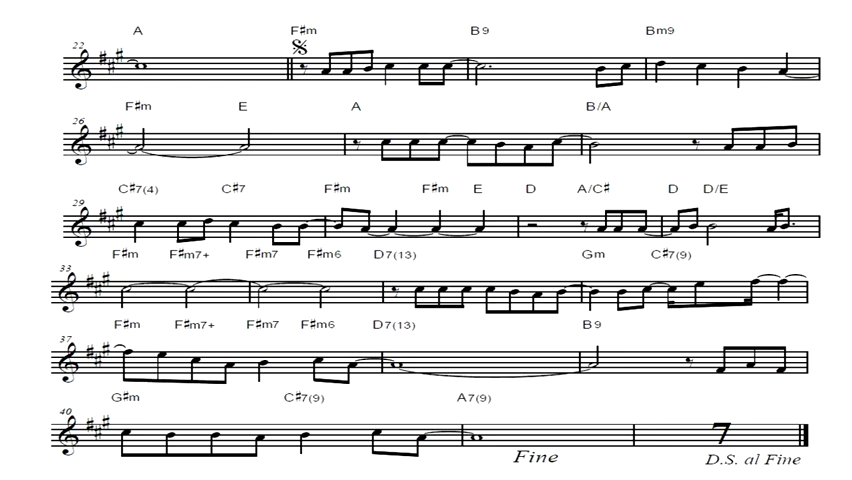 A F♯m B9 Bm9
22
F♯m E A B/A
26
C♯7(4) C♯7 F♯m F♯m E D A/C♯ D D/E
29
F♯m F♯m7+ F♯m7 F♯m6 D7(13) Gm C♯7(9)
33
F♯m F♯m7+ F♯m7 F♯m6 D7(13) B9
37
G♯m C♯7(9) A7(9)
40
7
Fine D.S. al Fine